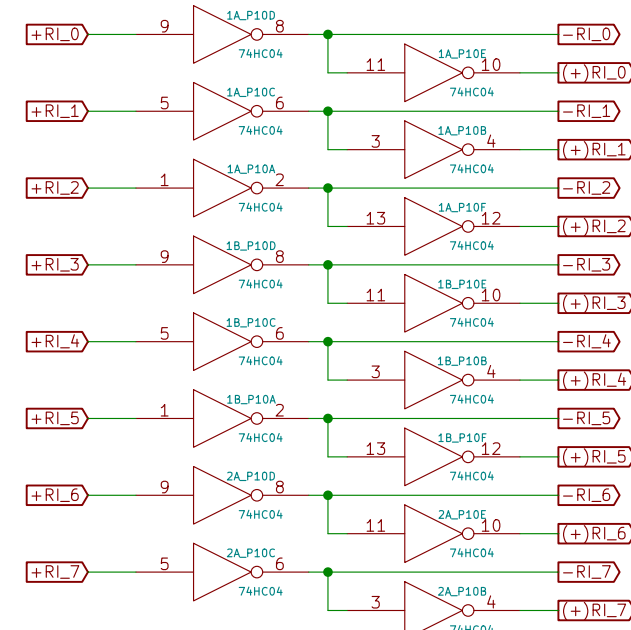 1A_P10D
+RI_0 9 8 −RI_0
74HC04 1A_P10E
11 10 (+)RI_0
1A_P10C 74HC04
+RI_1 5 6 −RI_1
74HC04 1A_P10B
3 4 (+)RI_1
1A_P10A 74HC04
+RI_2 1 2 −RI_2
74HC04 1A_P10F
13 12 (+)RI_2
1B_P10D 74HC04
+RI_3 9 8 −RI_3
74HC04 1B_P10E
11 10 (+)RI_3
1B_P10C 74HC04
+RI_4 5 6 −RI_4
74HC04 1B_P10B
3 4 (+)RI_4
1B_P10A 74HC04
+RI_5 1 2 −RI_5
74HC04 1B_P10F
13 12 (+)RI_5
2A_P10D 74HC04
+RI_6 9 8 −RI_6
74HC04 2A_P10E
11 10 (+)RI_6
2A_P10C 74HC04
+RI_7 5 6 −RI_7
74HC04 2A_P10B
3 4 (+)RI_7
74HC04